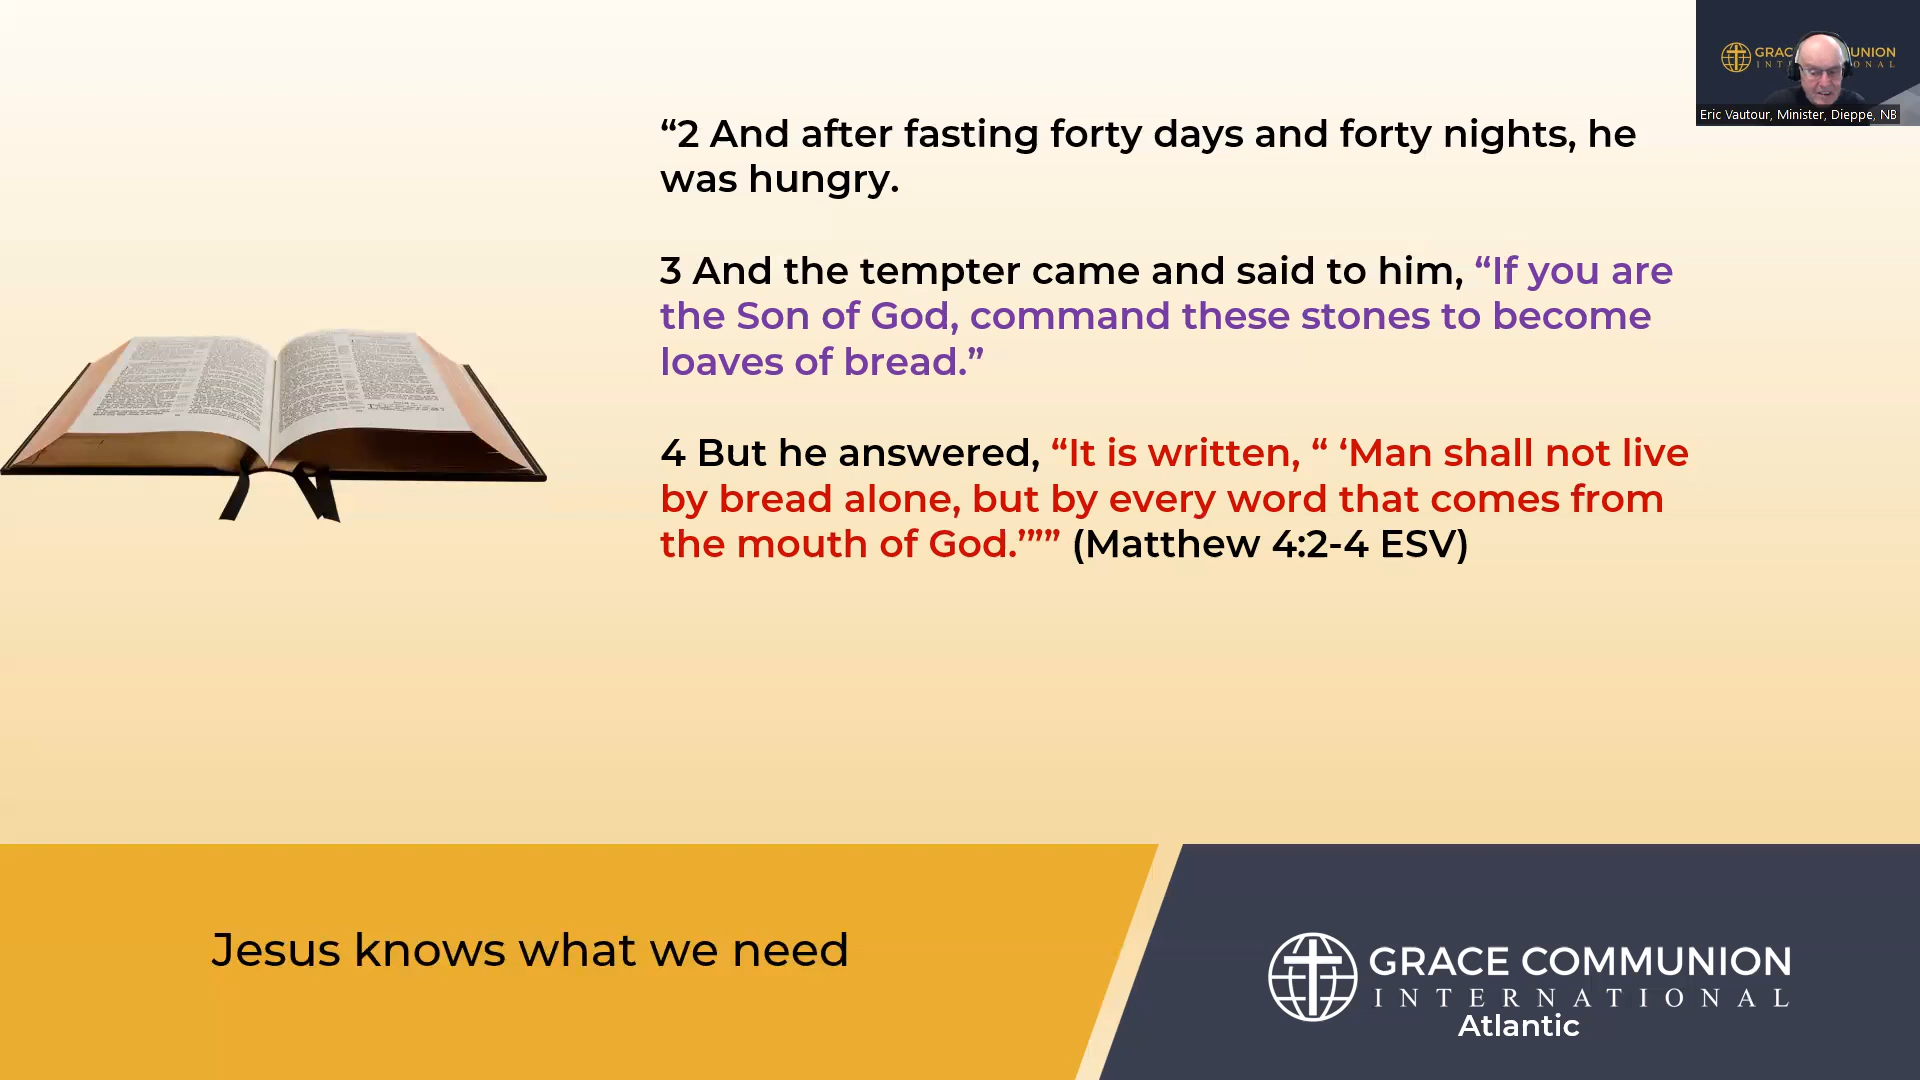 “2 And after fasting forty days and forty nights, he
was hungry.
3 And the tempter came and said to him, “If you are
the Son of God, command these stones to become
loaves of bread.”
4 But he answered, “It is written, “ ‘Man shall not live
by bread alone, but by every word that comes from
the mouth of God.’”” (Matthew 4:2-4 ESV)
Eric Vautour, Minister, Dieppe, NB
Jesus knows what we need
GRACE COMMUNION
INTERNATIONAL
Atlantic